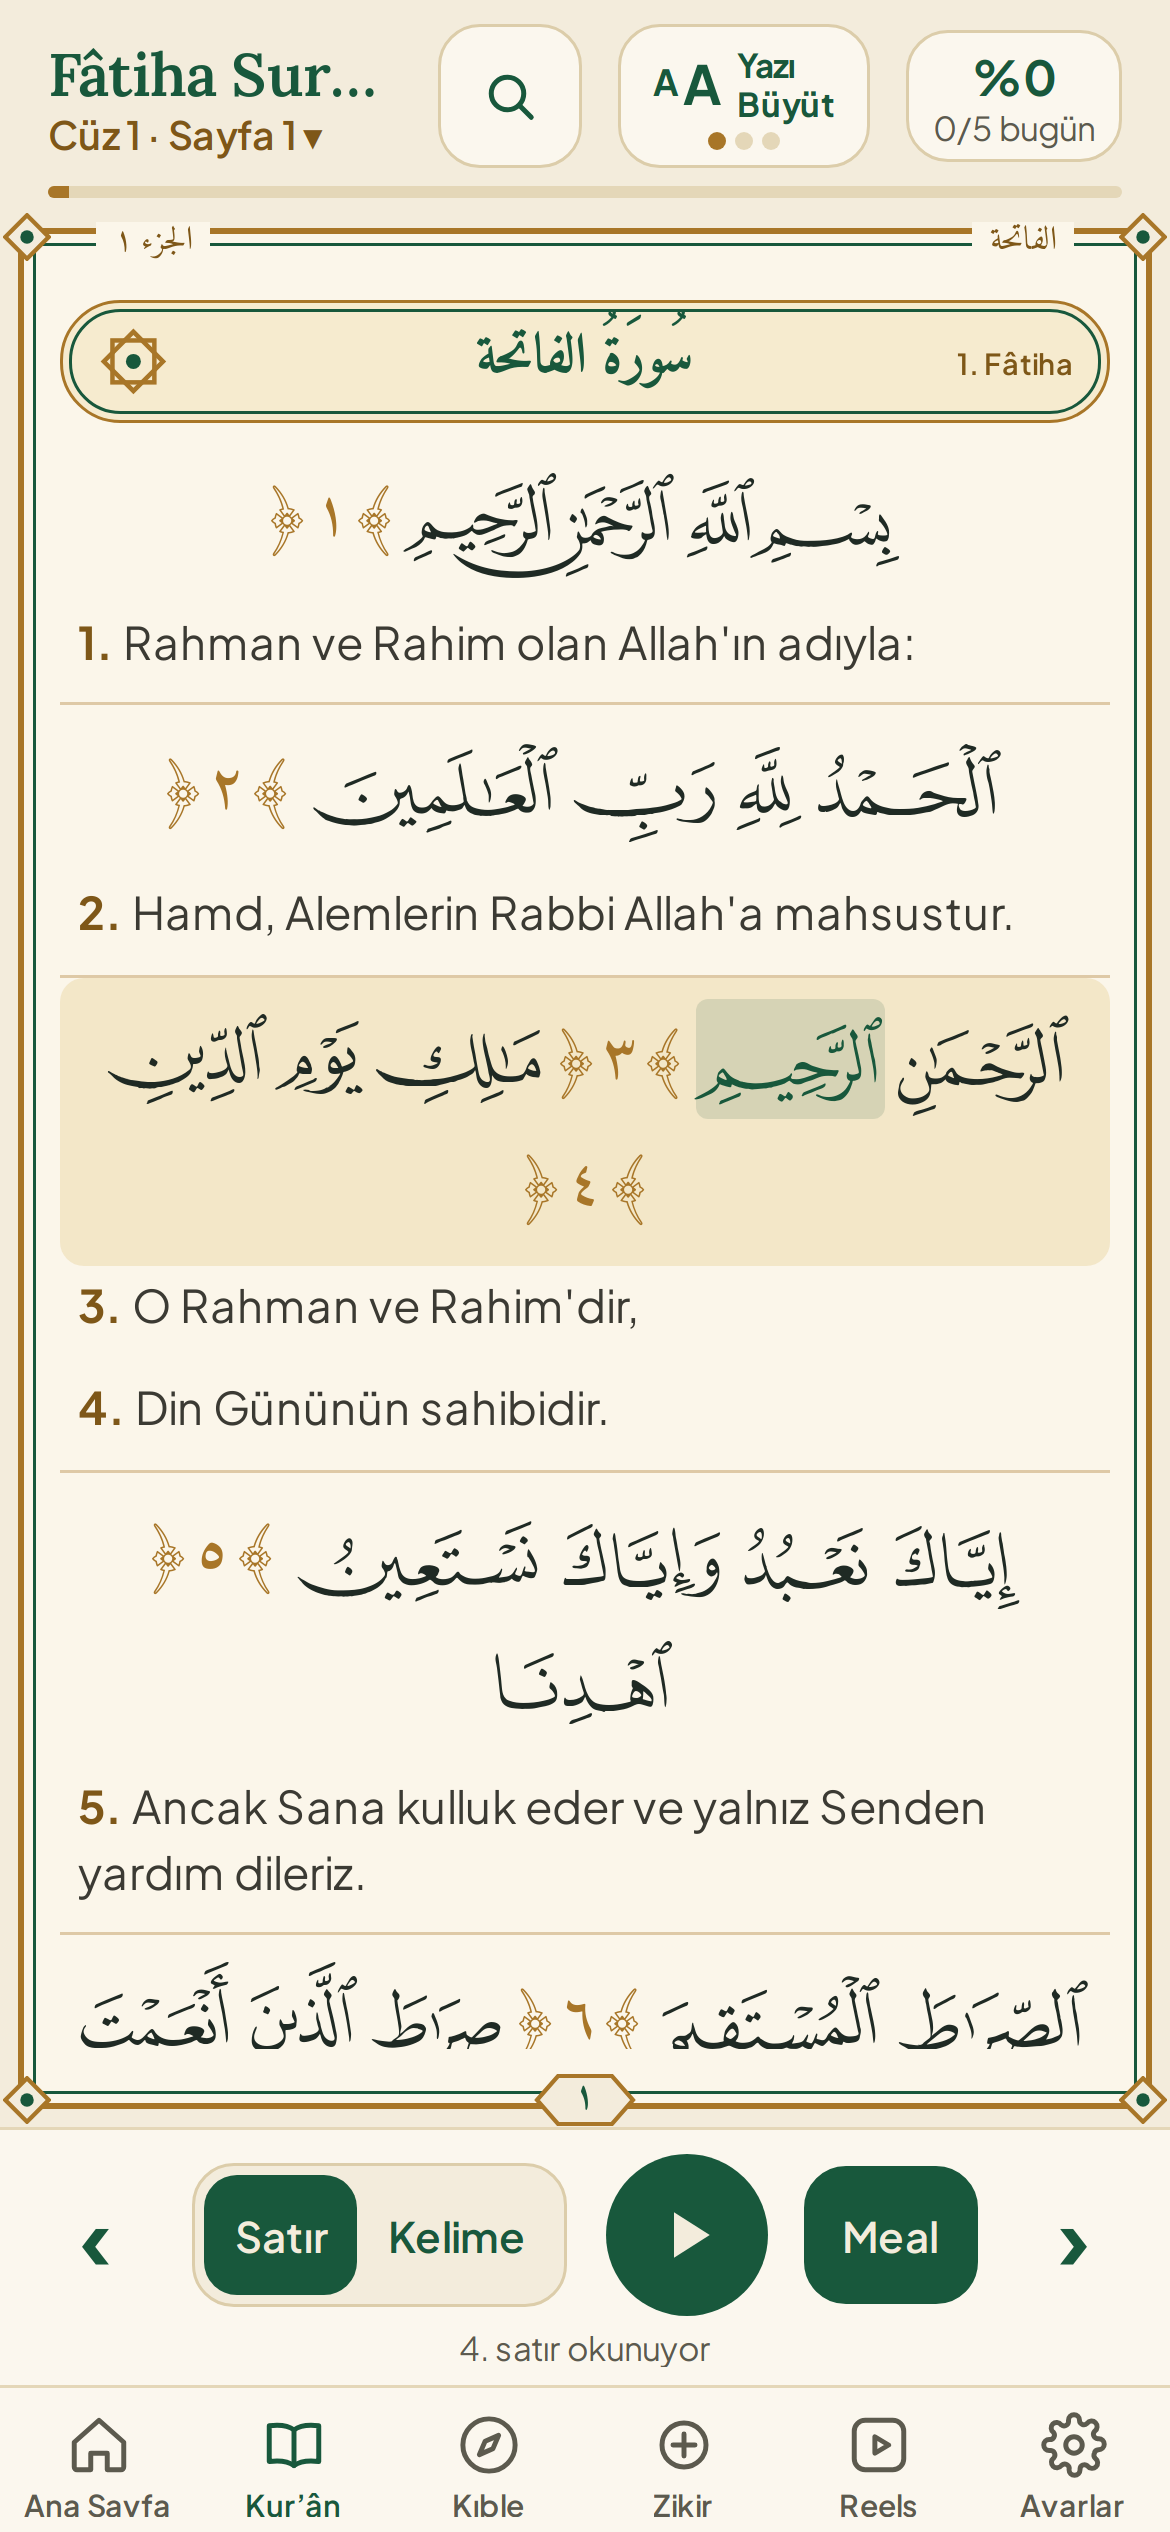 Fâtiha Sur...
Cüz 1 · Sayfa 1 ▾
AA Yazı
Büyüt
%0
0/5 bugün
الجزء ١
الفاتحة
سُورَةُ الفاتحة
1. Fâtiha
بِسْمِ ٱللَّهِ ٱلرَّحْمَٰنِ ٱلرَّحِيمِ ﴿١﴾
1. Rahman ve Rahim olan Allah'ın adıyla:
ٱلْحَمْدُ لِلَّهِ رَبِّ ٱلْعَٰلَمِينَ ﴿٢﴾
2. Hamd, Alemlerin Rabbi Allah'a mahsustur.
ٱلرَّحْمَٰنِ ٱلرَّحِيمِ ﴿٣﴾ مَٰلِكِ يَوْمِ ٱلدِّينِ
﴿٤﴾
3. O Rahman ve Rahim'dir,
4. Din Gününün sahibidir.
إِيَّاكَ نَعْبُدُ وَإِيَّاكَ نَسْتَعِينُ ﴿٥﴾
ٱهْدِنَا
5. Ancak Sana kulluk eder ve yalnız Senden
yardım dileriz.
ٱلصِّرَٰطَ ٱلْمُسْتَقِيمَ ﴿٦﴾ صِرَٰطَ ٱلَّذِينَ أَنْعَمْتَ
١
‹
Satır
Kelime
Meal
›
4. satır okunuyor
Ana Sayfa
Kur’ân
Kıble
Zikir
Reels
Ayarlar